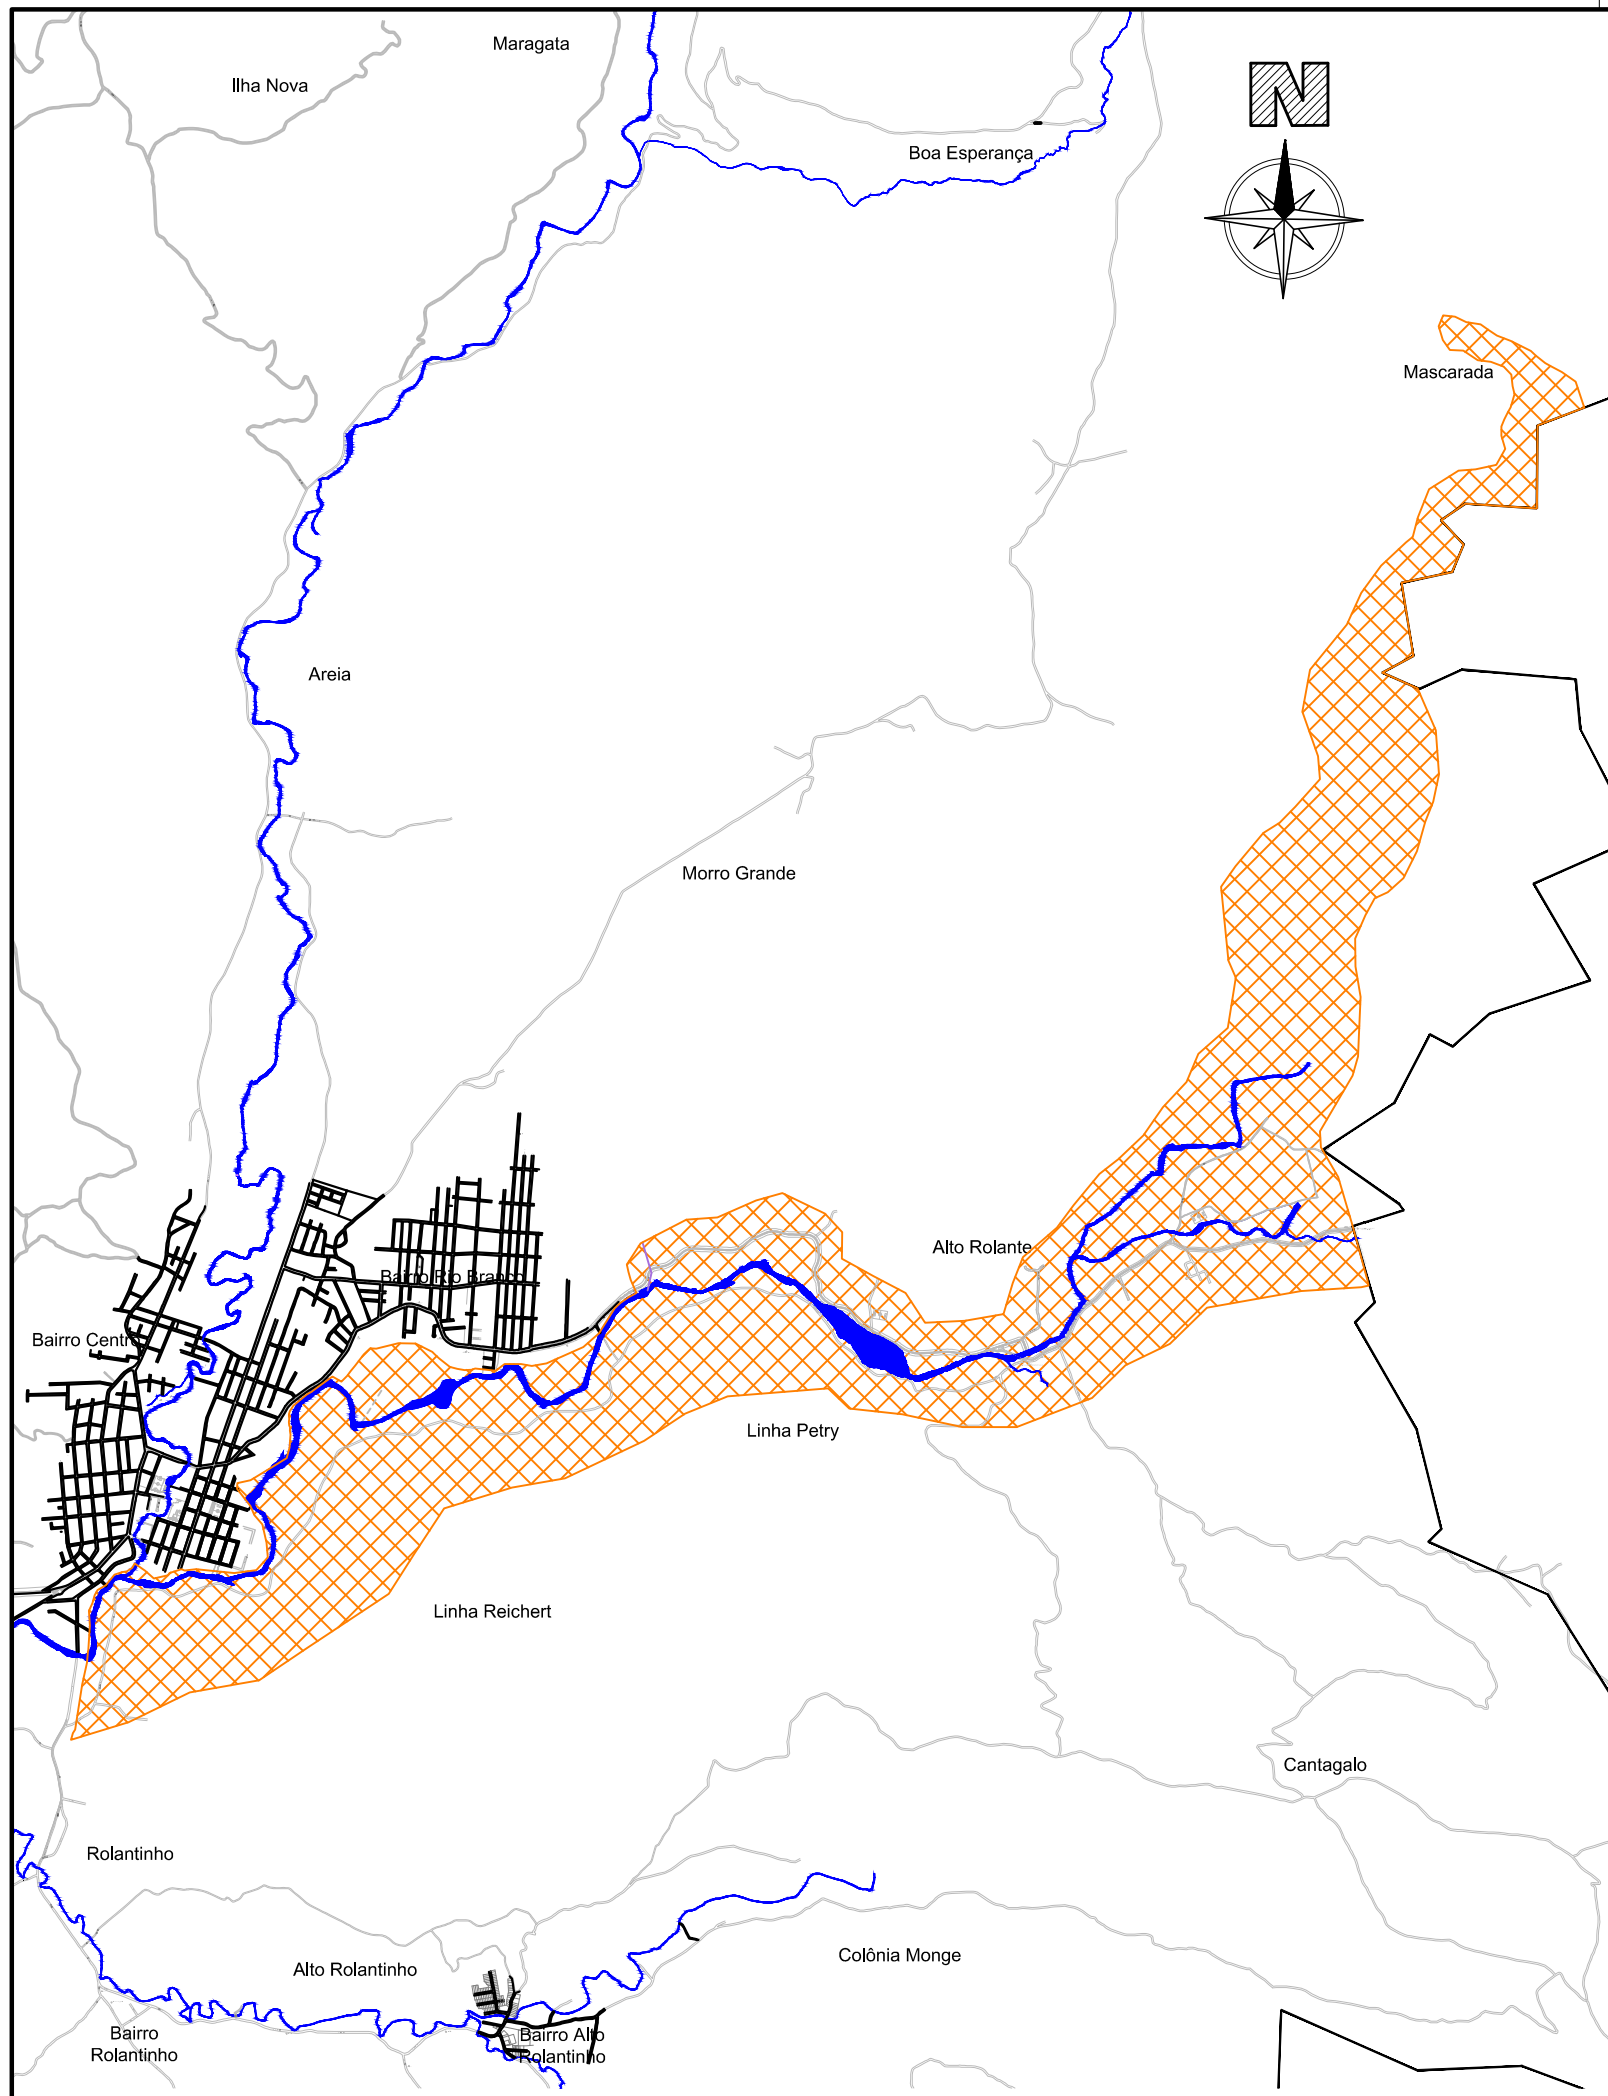 Maragata
Ilha Nova
N
Boa Esperança
Mascarada
Areia
Morro Grande
Alto Rolante
Bairro Rio Branco
Bairro Centro
Linha Petry
Linha Reichert
Cantagalo
Rolantinho
Colônia Monge
Alto Rolantinho
Bairro
Rolantinho
Bairro Alto
Rolantinho